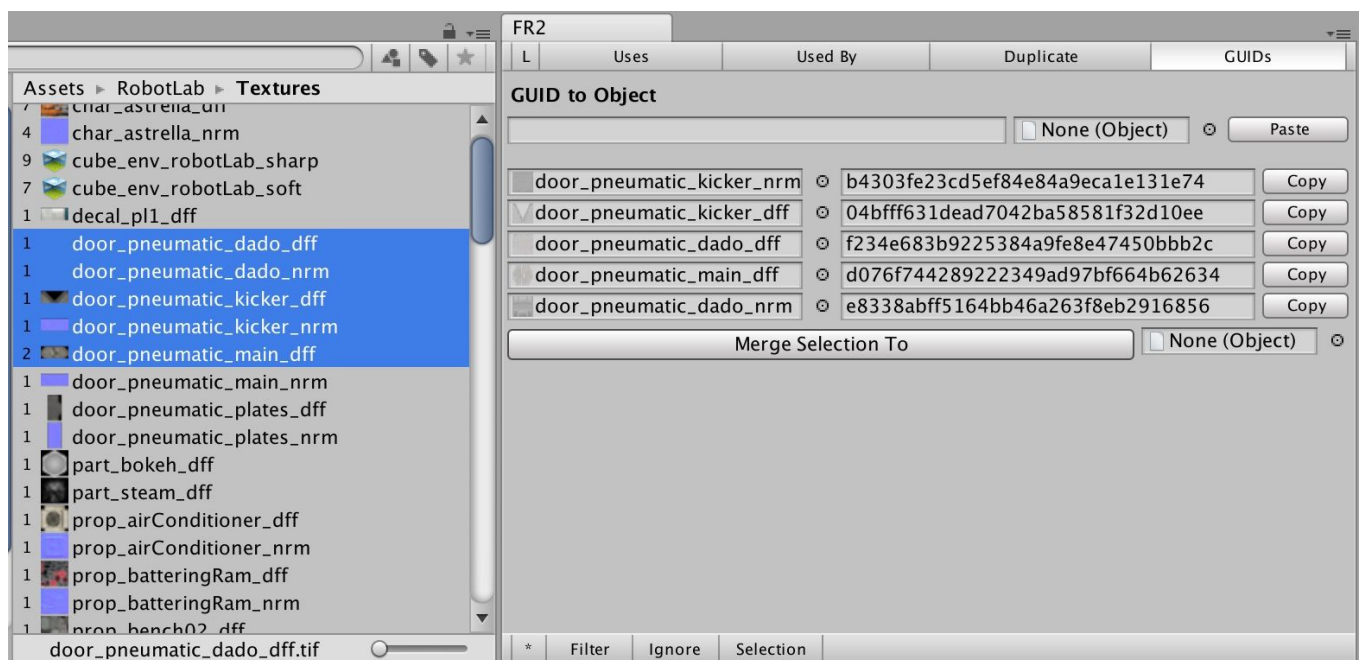 Assets ▶ RobotLab ▶ Textures
7 char_astrella_dff
4 char_astrella_nrm
9 cube_env_robotLab_sharp
7 cube_env_robotLab_soft
1 decal_pl1_dff
1 door_pneumatic_dado_dff
1 door_pneumatic_dado_nrm
1 door_pneumatic_kicker_dff
1 door_pneumatic_kicker_nrm
2 door_pneumatic_main_dff
1 door_pneumatic_main_nrm
1 door_pneumatic_plates_dff
1 door_pneumatic_plates_nrm
1 part_bokeh_dff
1 part_steam_dff
1 prop_airConditioner_dff
1 prop_airConditioner_nrm
1 prop_batteringRam_dff
1 prop_batteringRam_nrm
1 prop_bench02_dff
door_pneumatic_dado_dff.tif
FR2
L Uses Used By Duplicate GUIDs
GUID to Object
None (Object) Paste
door_pneumatic_kicker_nrm b4303fe23cd5ef84e84a9eca1e131e74 Copy
door_pneumatic_kicker_dff 04bfff631dead7042ba58581f32d10ee Copy
door_pneumatic_dado_dff f234e683b9225384a9fe8e47450bbb2c Copy
door_pneumatic_main_dff d076f744289222349ad97bf664b62634 Copy
door_pneumatic_dado_nrm e8338abff5164bb46a263f8eb2916856 Copy
Merge Selection To None (Object)
* Filter Ignore Selection